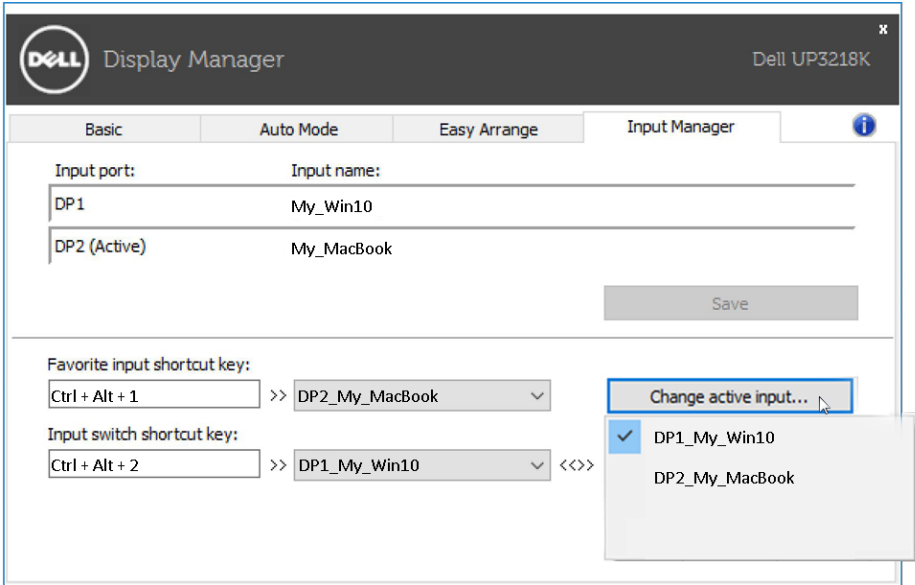 x
DELL Display Manager Dell UP3218K
Basic Auto Mode Easy Arrange Input Manager i
Input port: Input name:
DP1 My_Win10
DP2 (Active) My_MacBook
Save
Favorite input shortcut key:
Ctrl + Alt + 1 >> DP2_My_MacBook Change active input...
Input switch shortcut key:
Ctrl + Alt + 2 >> DP1_My_Win10 <<>>
DP1_My_Win10
DP2_My_MacBook